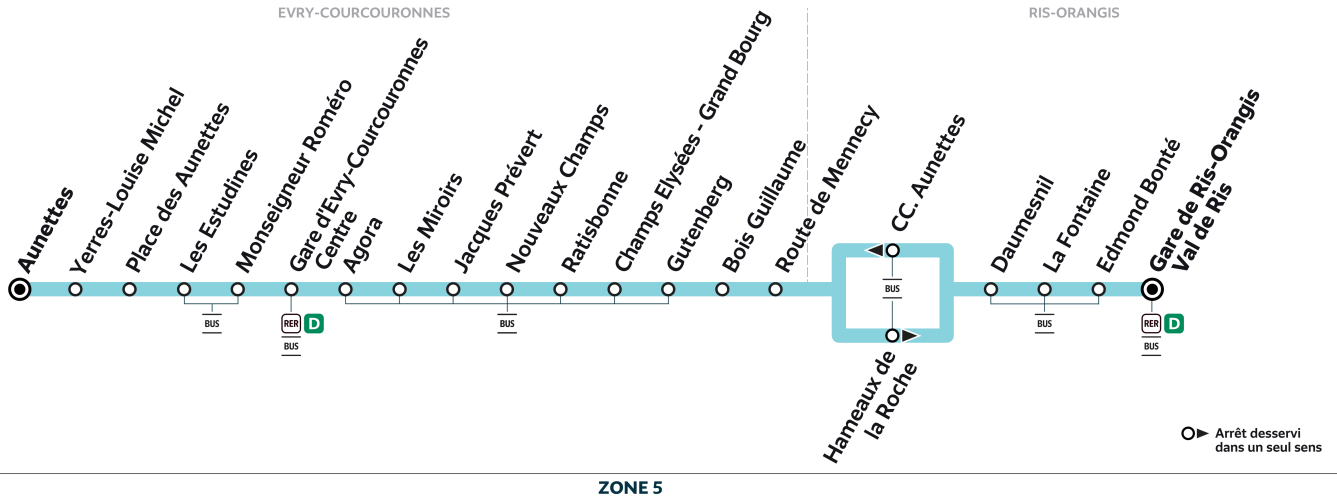 EVRY-COURCOURONNES
RIS-ORANGIS
Aunettes
Yerres-Louise Michel
Place des Aunettes
Les Estudines
Monseigneur Roméro
Gare d'Evry-Courcouronnes
Centre
Agora
Les Miroirs
Jacques Prévert
Nouveaux Champs
Ratisbonne
Champs Elysées - Grand Bourg
Gutenberg
Bois Guillaume
Route de Mennecy
CC. Aunettes
Hameaux de
la Roche
Daumesnil
La Fontaine
Edmond Bonté
Gare de Ris-Orangis
Val de Ris
BUS
RER D
BUS
BUS
BUS
BUS
RER D
BUS
Arrêt desservi
dans un seul sens
ZONE 5